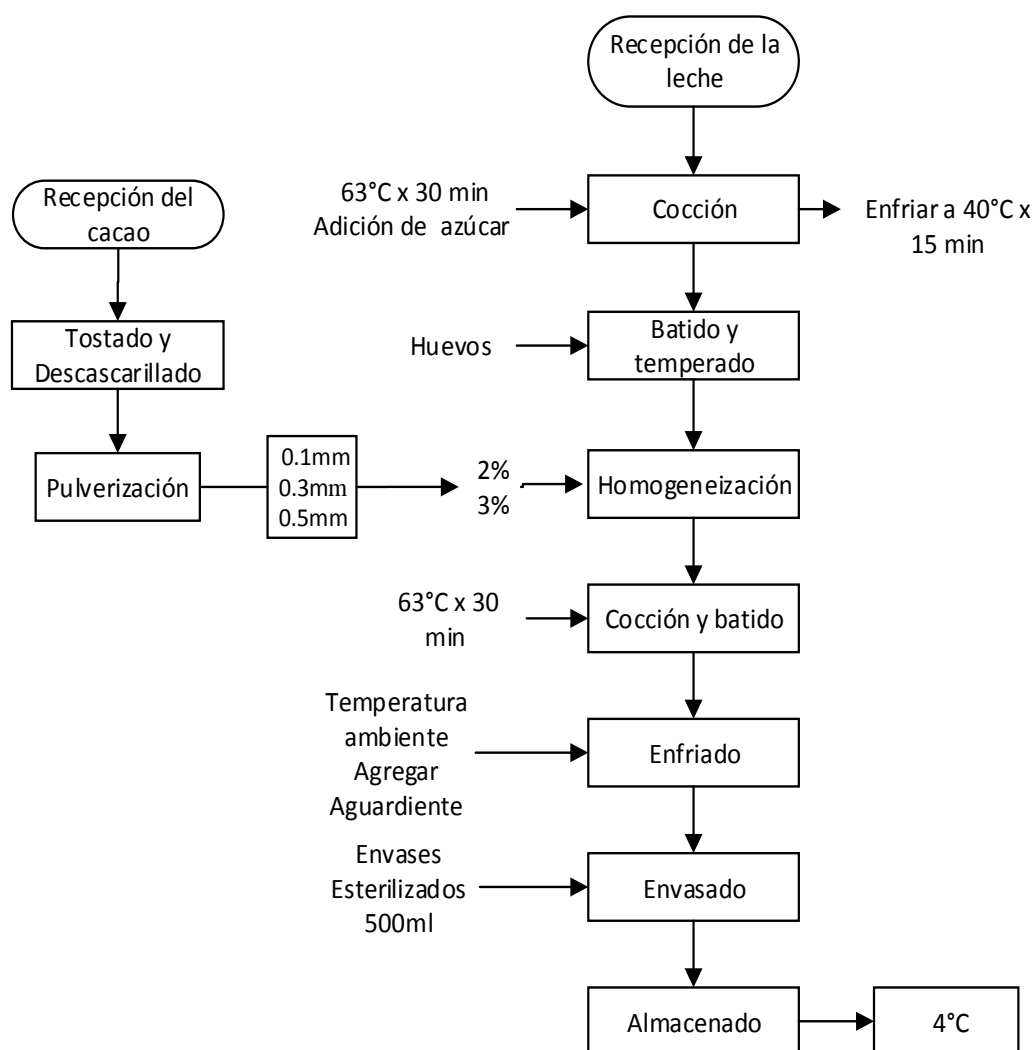 Recepción de la
leche
63°C x 30 min
Adición de azúcar
Cocción
Enfriar a 40°C x
15 min
Recepción del
cacao
Tostado y
Descascarillado
Huevos
Batido y
temperado
Pulverización
0.1mm
0.3mm
0.5mm
2%
3%
Homogeneización
63°C x 30
min
Cocción y batido
Temperatura
ambiente
Agregar
Aguardiente
Enfriado
Envases
Esterilizados
500ml
Envasado
Almacenado
4°C